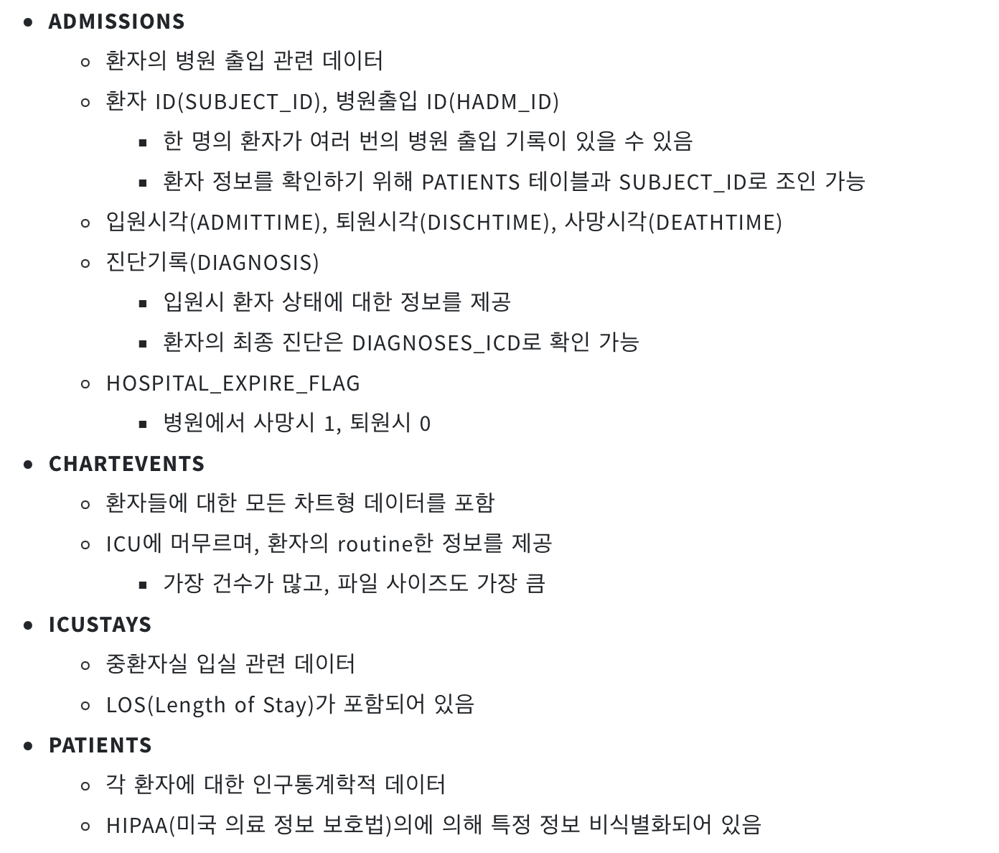 ADMISSIONS
환자의 병원 출입 관련 데이터
환자 ID(SUBJECT_ID), 병원출입 ID(HADM_ID)
한 명의 환자가 여러 번의 병원 출입 기록이 있을 수 있음
환자 정보를 확인하기 위해 PATIENTS 테이블과 SUBJECT_ID로 조인 가능
입원시각(ADMITTIME), 퇴원시각(DISCHTIME), 사망시각(DEATHTIME)
진단기록(DIAGNOSIS)
입원시 환자 상태에 대한 정보를 제공
환자의 최종 진단은 DIAGNOSES_ICD로 확인 가능
HOSPITAL_EXPIRE_FLAG
병원에서 사망시 1, 퇴원시 0
CHARTEVENTS
환자들에 대한 모든 차트형 데이터를 포함
ICU에 머무르며, 환자의 routine한 정보를 제공
가장 건수가 많고, 파일 사이즈도 가장 큼
ICUSTAYS
중환자실 입실 관련 데이터
LOS(Length of Stay)가 포함되어 있음
PATIENTS
각 환자에 대한 인구통계학적 데이터
HIPAA(미국 의료 정보 보호법)의에 의해 특정 정보 비식별화되어 있음